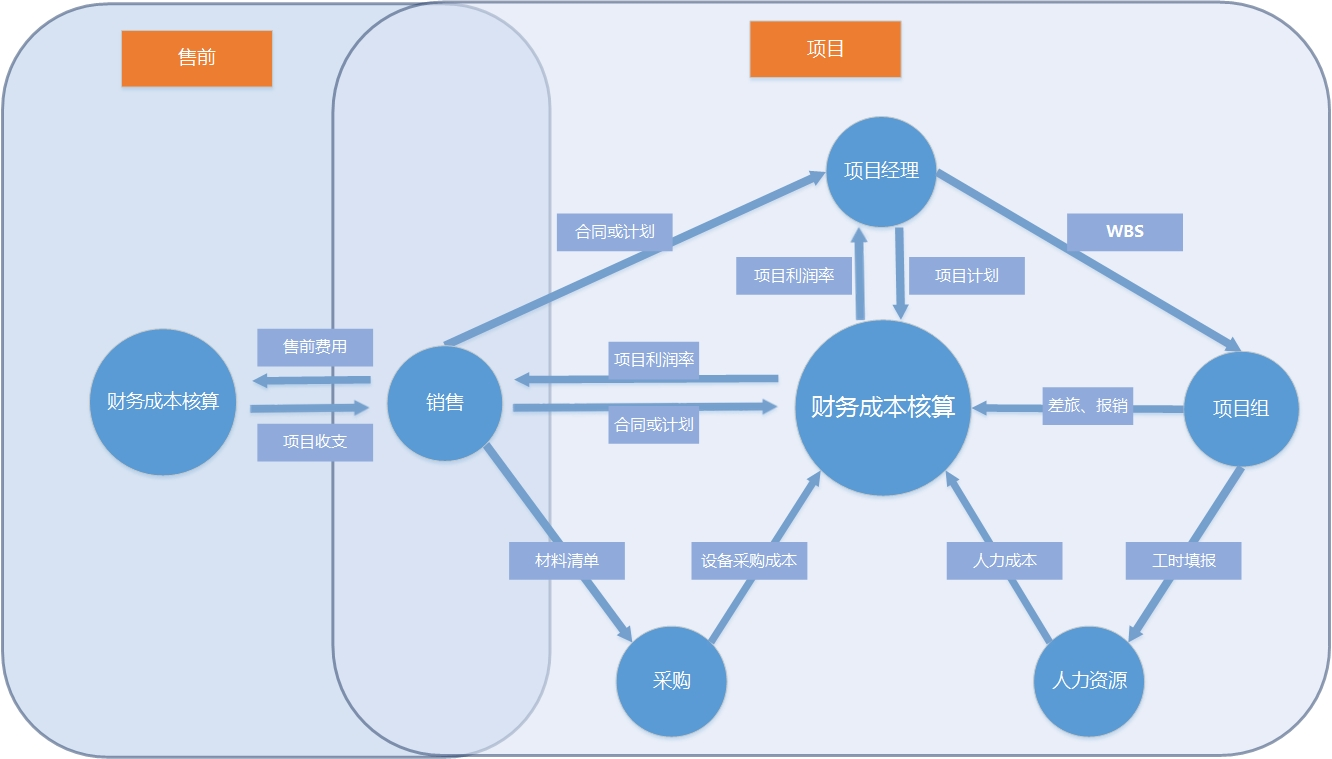 售前
项目
项目经理
合同或计划
WBS
项目利润率
项目计划
售前费用
项目利润率
财务成本核算
销售
财务成本核算
差旅、报销
项目组
项目收支
合同或计划
材料清单
设备采购成本
人力成本
工时填报
采购
人力资源